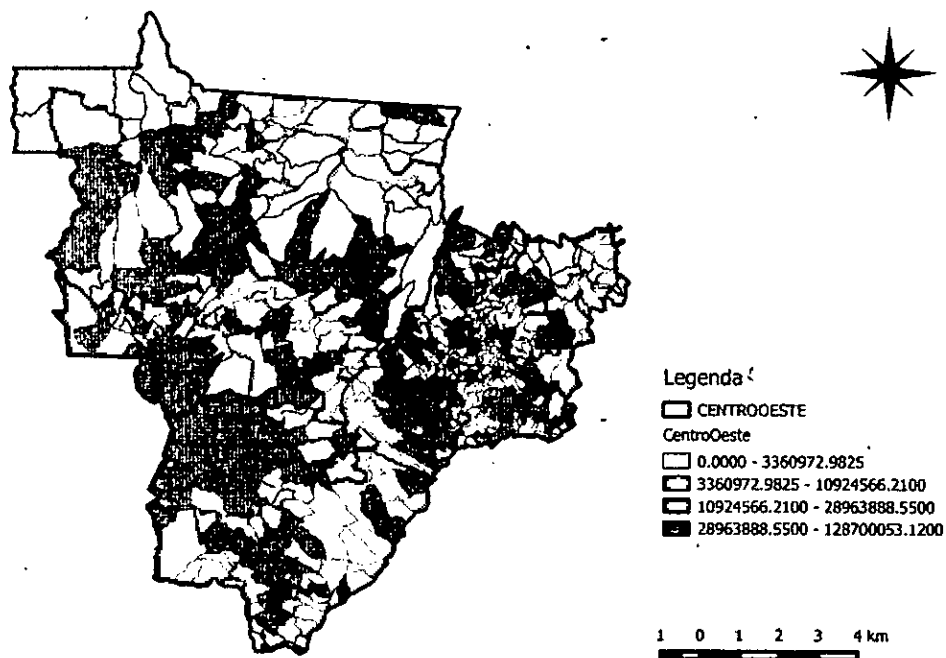 Legenda
CENTROOESTE
CentroOeste
0.0000 - 3360972.9825
3360972.9825 - 10924566.2100
10924566.2100 - 28963888.5500
28963888.5500 - 128700053.1200
1 0 1 2 3 4 km